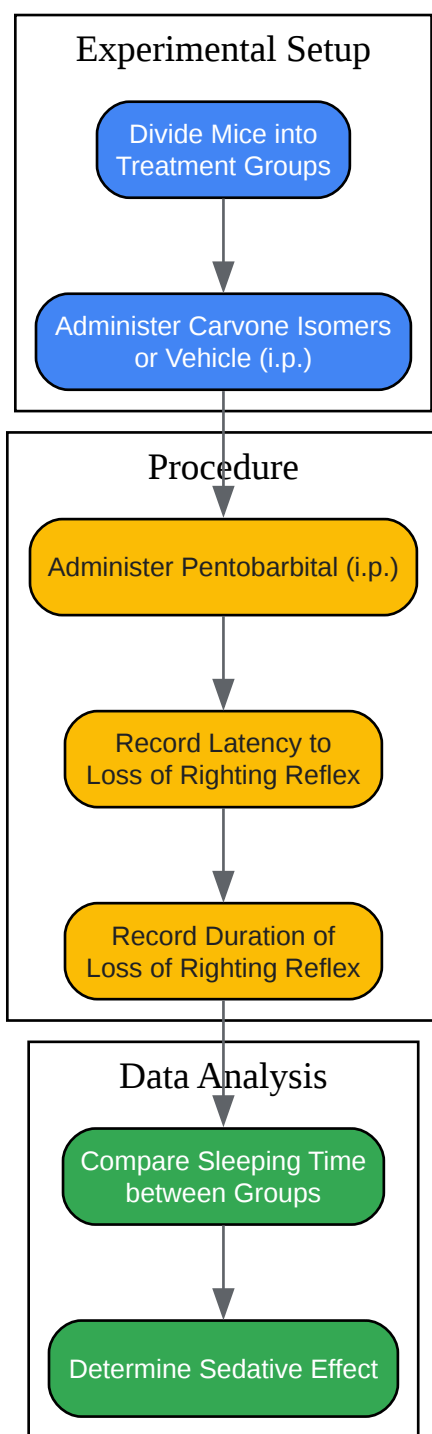 Experimental Setup
Divide Mice into
Treatment Groups
Administer Carvone Isomers
or Vehicle (i.p.)
Procedure
Administer Pentobarbital (i.p.)
Record Latency to
Loss of Righting Reflex
Record Duration of
Loss of Righting Reflex
Data Analysis
Compare Sleeping Time
between Groups
Determine Sedative Effect